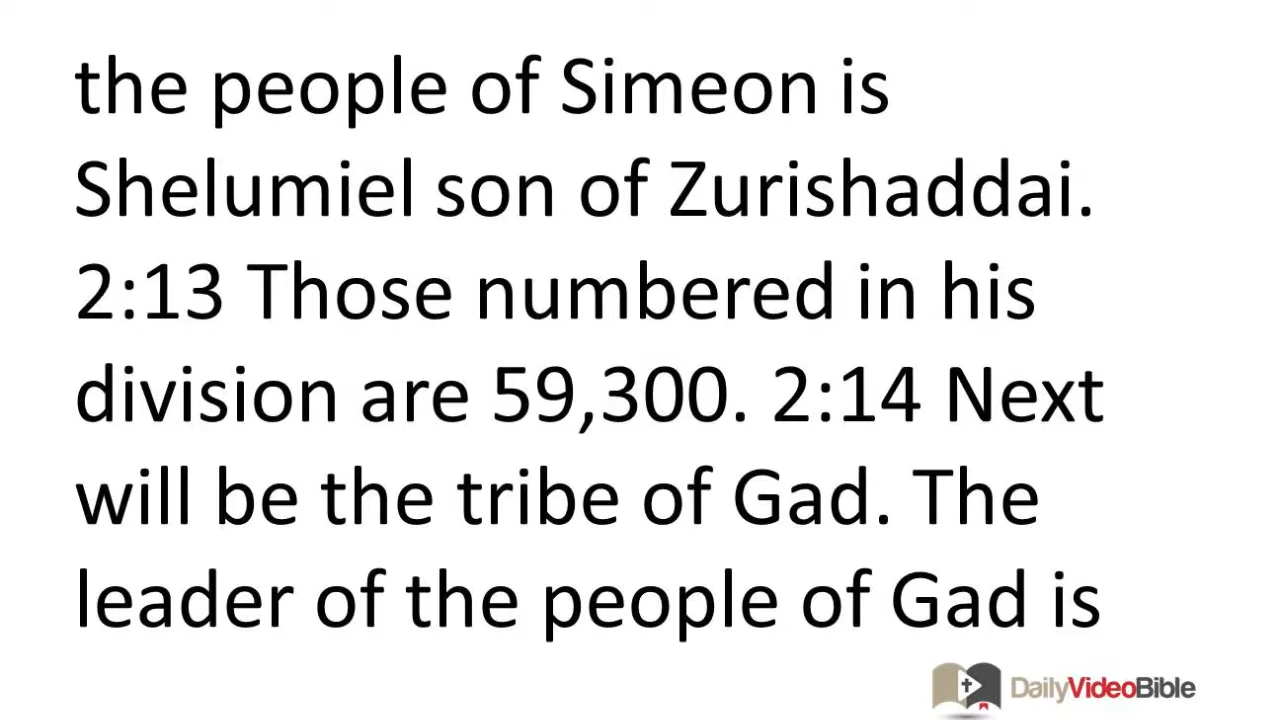 the people of Simeon is
Shelumiel son of Zurishaddai.
2:13 Those numbered in his
division are 59,300. 2:14 Next
will be the tribe of Gad. The
leader of the people of Gad is
DailyVideoBible